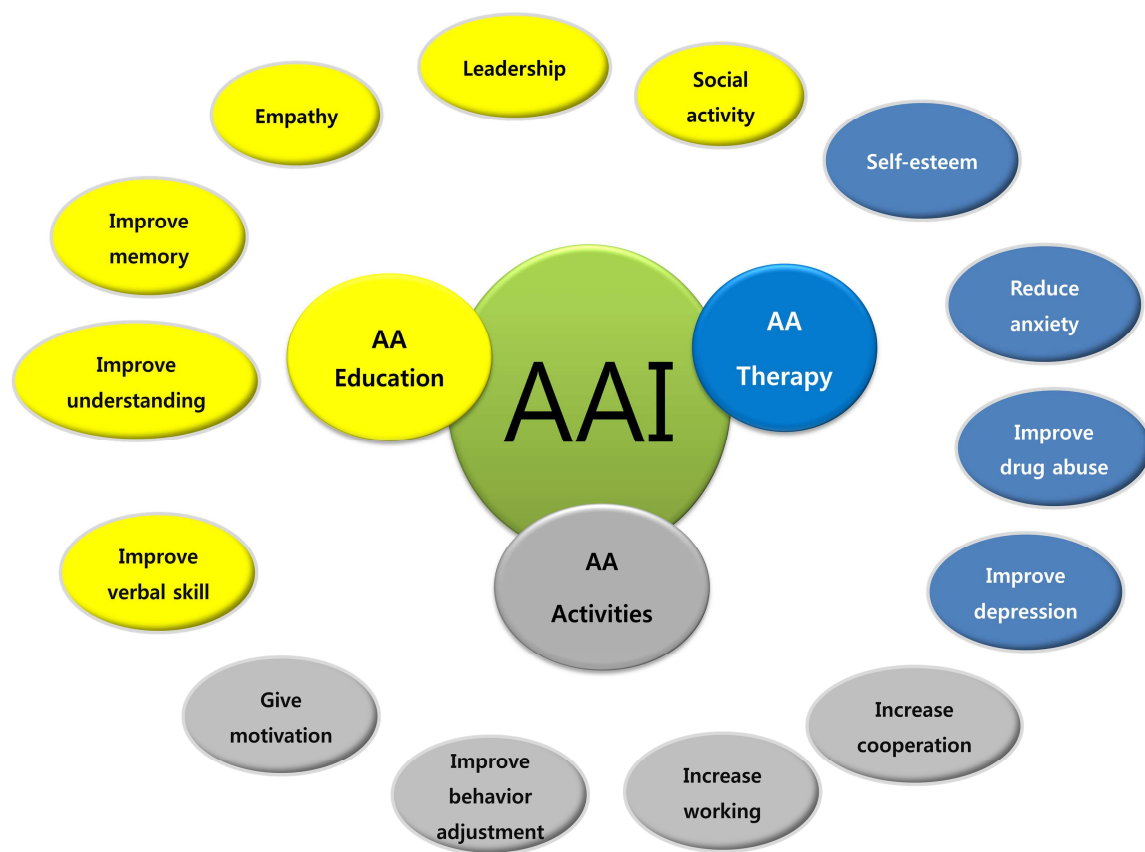 Leadership
Social
activity
Empathy
Self-esteem
Improve
memory
Reduce
anxiety
AA
Education
AAI
AA
Therapy
Improve
understanding
Improve
drug abuse
Improve
verbal skill
AA
Activities
Improve
depression
Give
motivation
Increase
cooperation
Improve
behavior
adjustment
Increase
working